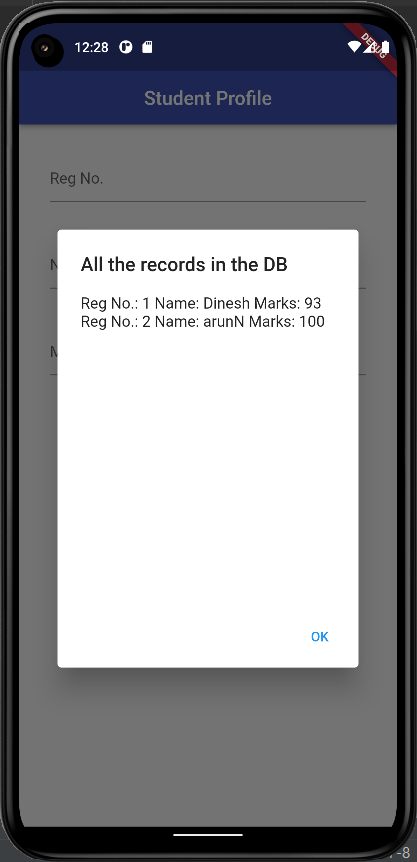 12:28
DEBUG
Student Profile
Reg No.
N
All the records in the DB
Reg No.: 1 Name: Dinesh Marks: 93
Reg No.: 2 Name: arunN Marks: 100
M
OK
-8